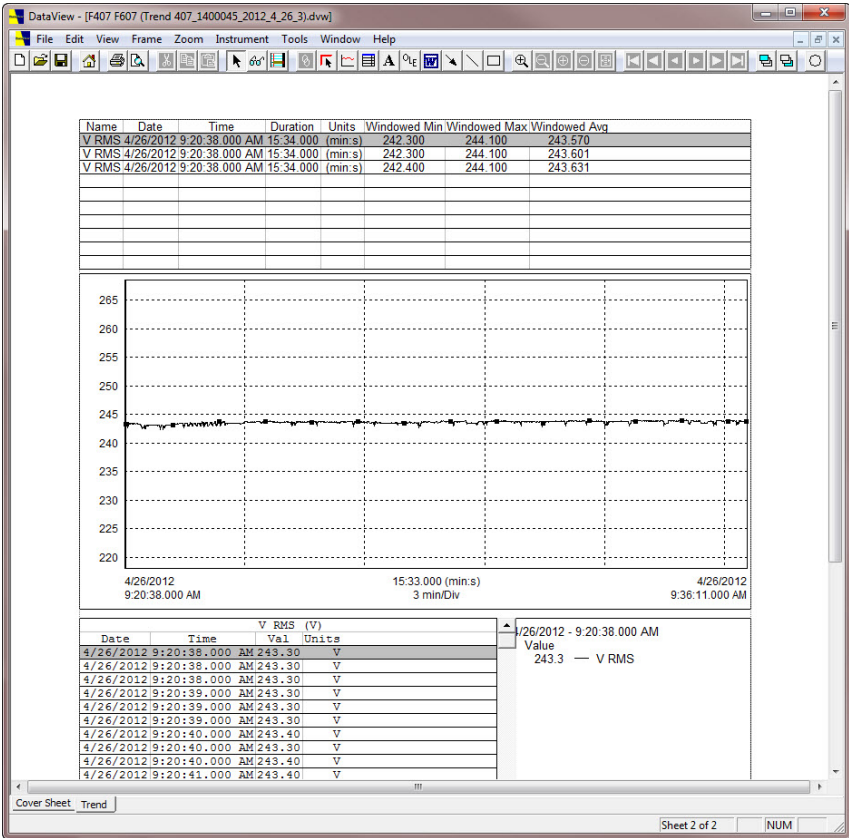 DataView - [F407 F607 (Trend 407_1400045_2012_4_26_3).dvw]
File Edit View Frame Zoom Instrument Tools Window Help
Name Date Time Duration Units Windowed Min Windowed Max Windowed Avg
V RMS 4/26/2012 9:20:38.000 AM 15:34.000 (min:s) 242.300 244.100 243.570
V RMS 4/26/2012 9:20:38.000 AM 15:34.000 (min:s) 242.300 244.100 243.601
V RMS 4/26/2012 9:20:38.000 AM 15:34.000 (min:s) 242.400 244.100 243.631
265
260
255
250
245
240
235
230
225
220
4/26/2012 15:33.000 (min:s) 4/26/2012
9:20:38.000 AM 3 min/Div 9:36:11.000 AM
V RMS (V)
Date Time Val Units
4/26/2012 9:20:38.000 AM 243.30 V
4/26/2012 9:20:38.000 AM 243.30 V
4/26/2012 9:20:38.000 AM 243.30 V
4/26/2012 9:20:39.000 AM 243.30 V
4/26/2012 9:20:39.000 AM 243.30 V
4/26/2012 9:20:39.000 AM 243.40 V
4/26/2012 9:20:40.000 AM 243.40 V
4/26/2012 9:20:40.000 AM 243.30 V
4/26/2012 9:20:40.000 AM 243.40 V
4/26/2012 9:20:41.000 AM 243.40 V
/26/2012 - 9:20:38.000 AM
Value
243.3 — V RMS
Cover Sheet Trend
Sheet 2 of 2 NUM